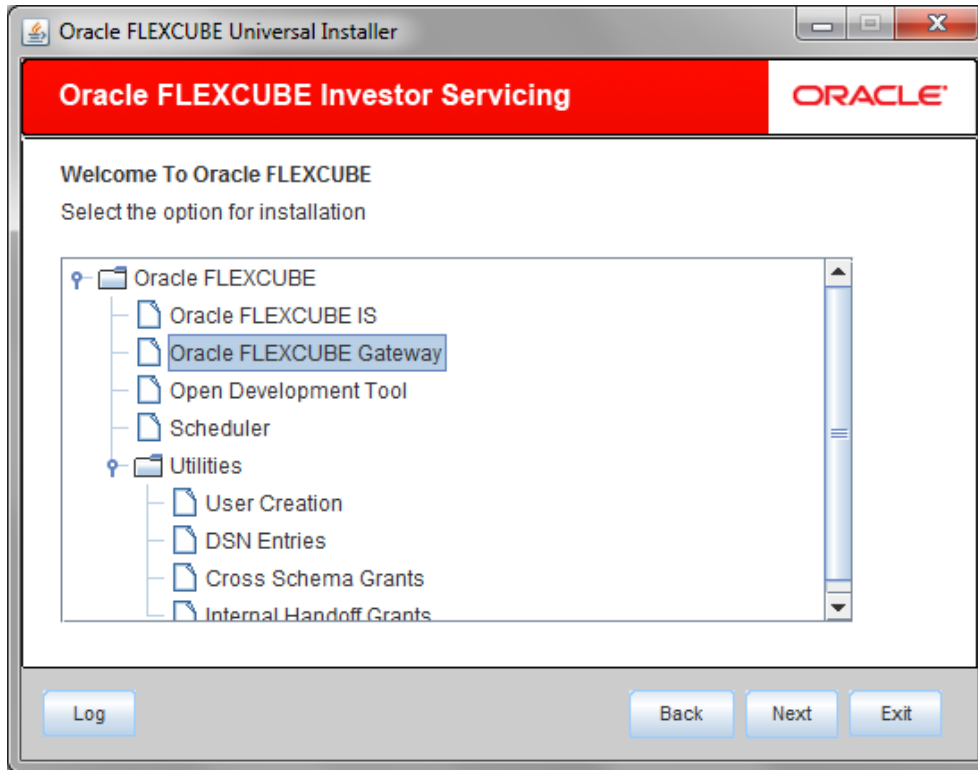 Oracle FLEXCUBE Universal Installer
Oracle FLEXCUBE Investor Servicing
ORACLE
Welcome To Oracle FLEXCUBE
Select the option for installation
Oracle FLEXCUBE
Oracle FLEXCUBE IS
Oracle FLEXCUBE Gateway
Open Development Tool
Scheduler
Utilities
User Creation
DSN Entries
Cross Schema Grants
Internal Handoff Grants
Log Back Next Exit